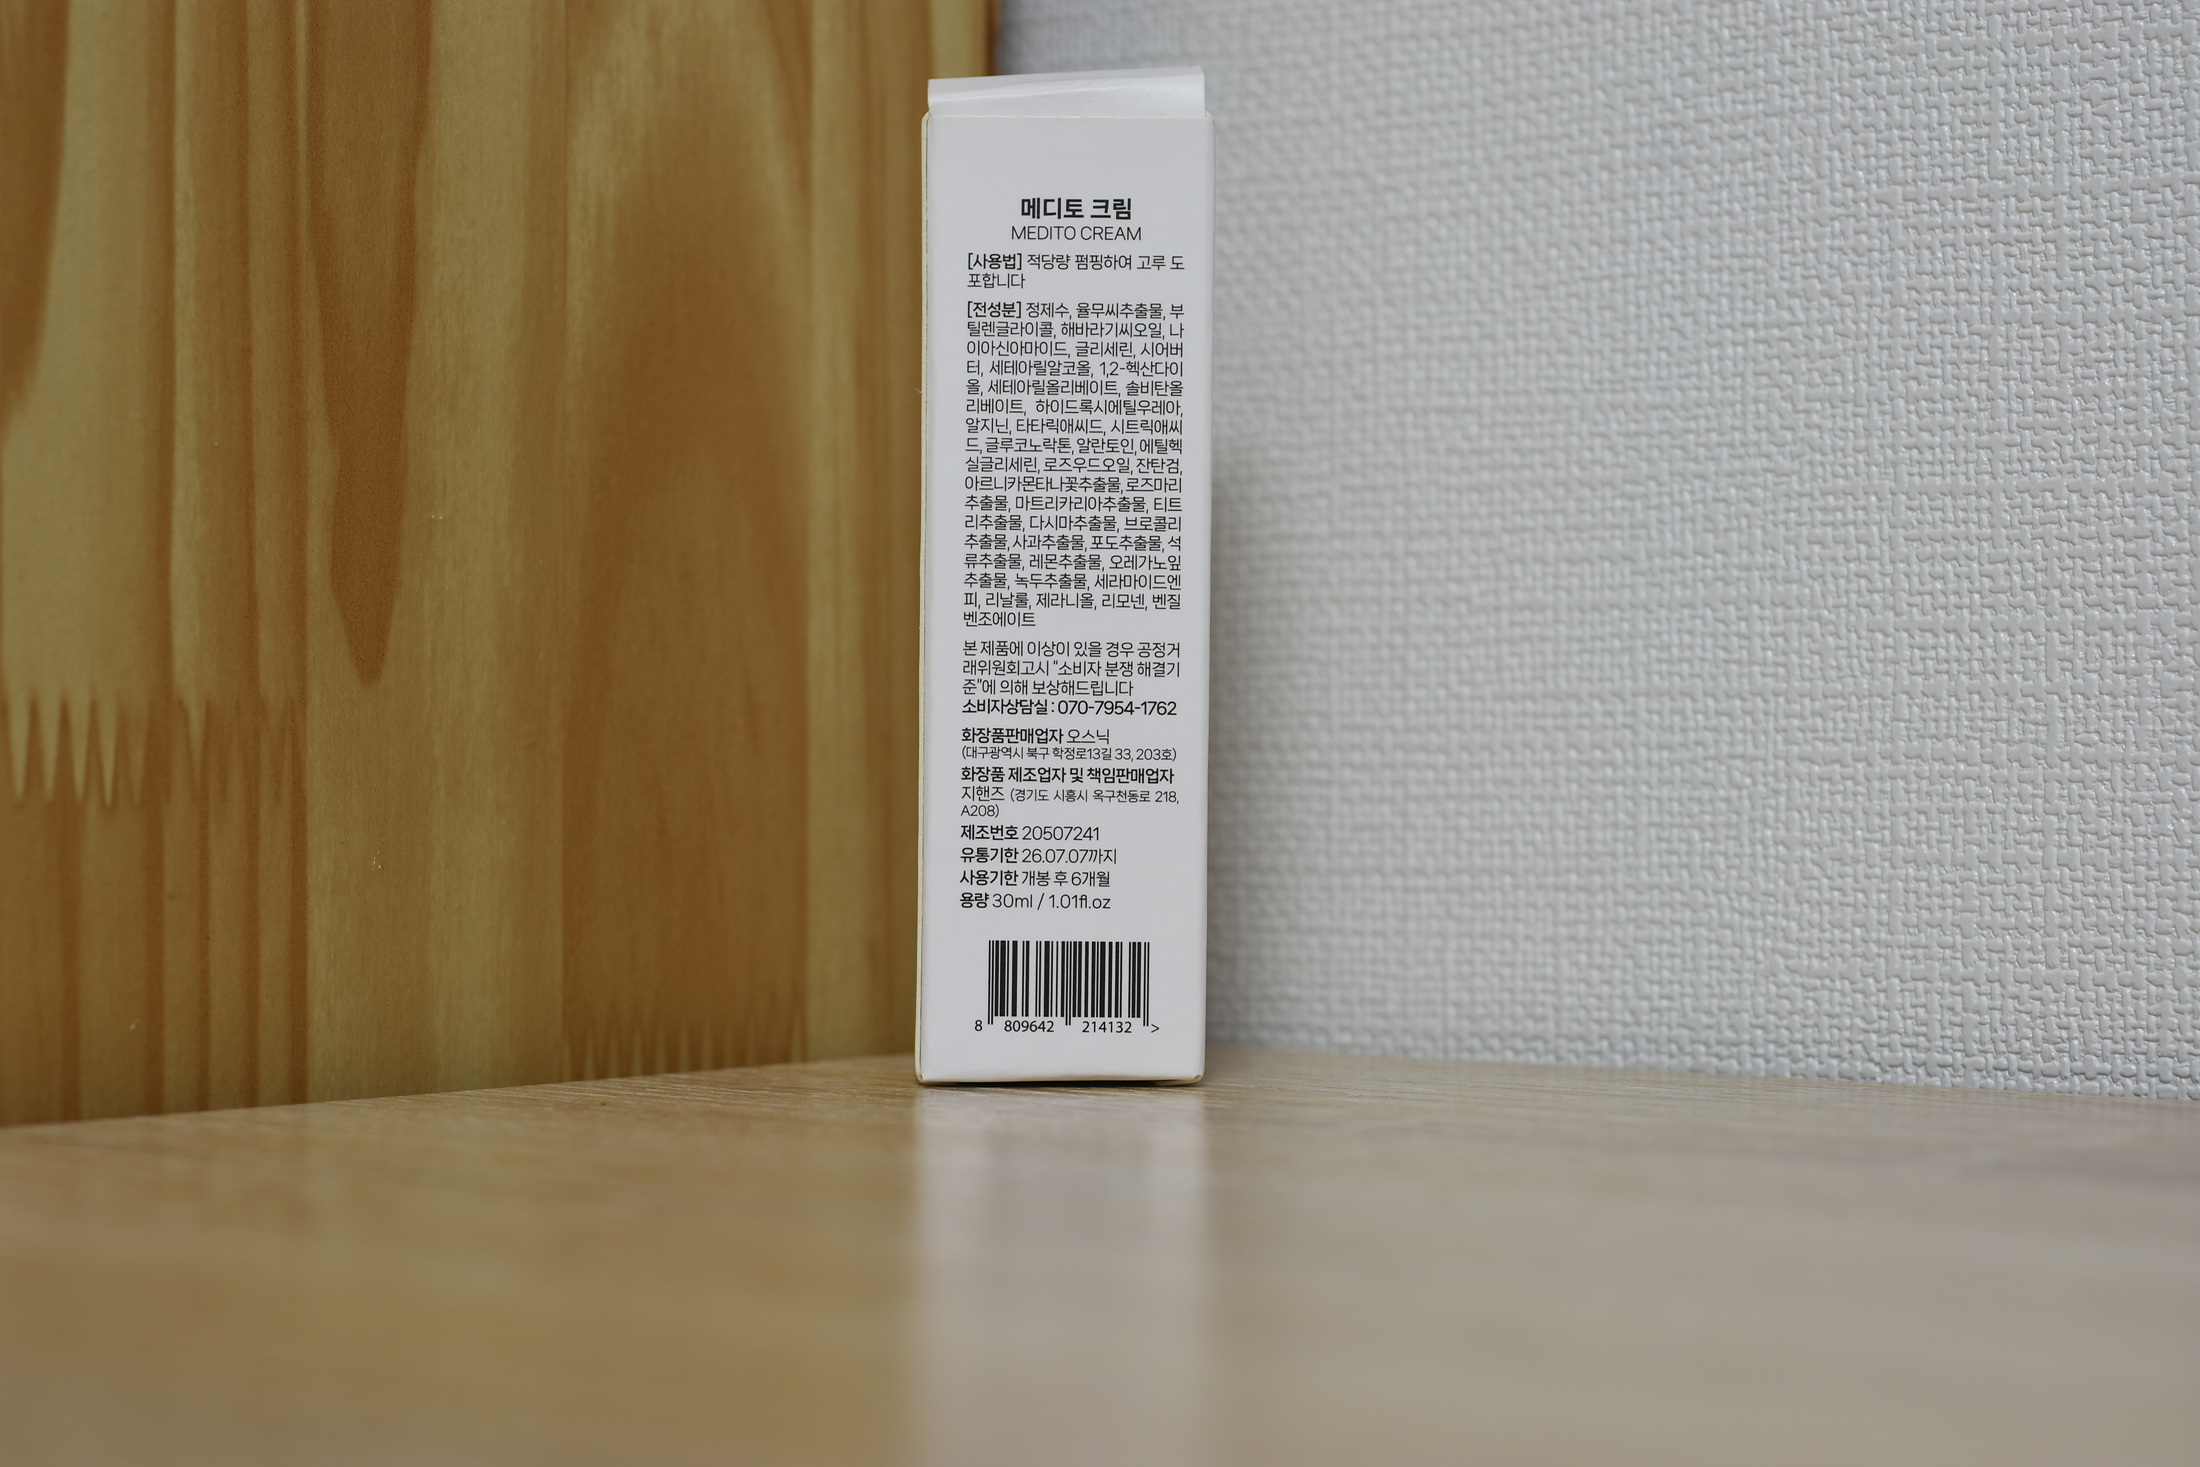 메디토 크림
MEDITO CREAM
[사용법] 적당량 펌핑하여 고루 도
포합니다
[전성분] 정제수, 율무씨추출물, 부
틸렌글라이콜, 해바라기씨오일, 나
이아신아마이드, 글리세린, 시어버
터, 세테아릴알코올, 1,2-헥산다이
올, 세테아릴올리베이트, 솔비탄올
리베이트, 하이드록시에틸우레아,
알지닌, 타타릭애씨드, 시트릭애씨
드, 글루코노락톤, 알란토인, 에틸헥
실글리세린, 로즈우드오일, 잔탄검,
아르니카몬타나꽃추출물, 로즈마리
추출물, 마트리카리아추출물, 티트
리추출물, 다시마추출물, 브로콜리
추출물, 사과추출물, 포도추출물, 석
류추출물, 레몬추출물, 오레가노잎
추출물, 녹두추출물, 세라마이드엔
피, 리날룰, 제라니올, 리모넨, 벤질
벤조에이트
본 제품에 이상이 있을 경우 공정거
래위원회고시 "소비자 분쟁 해결기
준"에 의해 보상해드립니다
소비자상담실 : 070-7954-1762
화장품판매업자 오스닉
(대구광역시 북구 학정로13길 33, 203호)
화장품 제조업자 및 책임판매업자
지핸즈 (경기도 시흥시 옥구천동로 218,
A208)
제조번호 20507241
유통기한 26.07.07까지
사용기한 개봉 후 6개월
용량 30ml / 1.01fl.oz
8 809642 214132 >